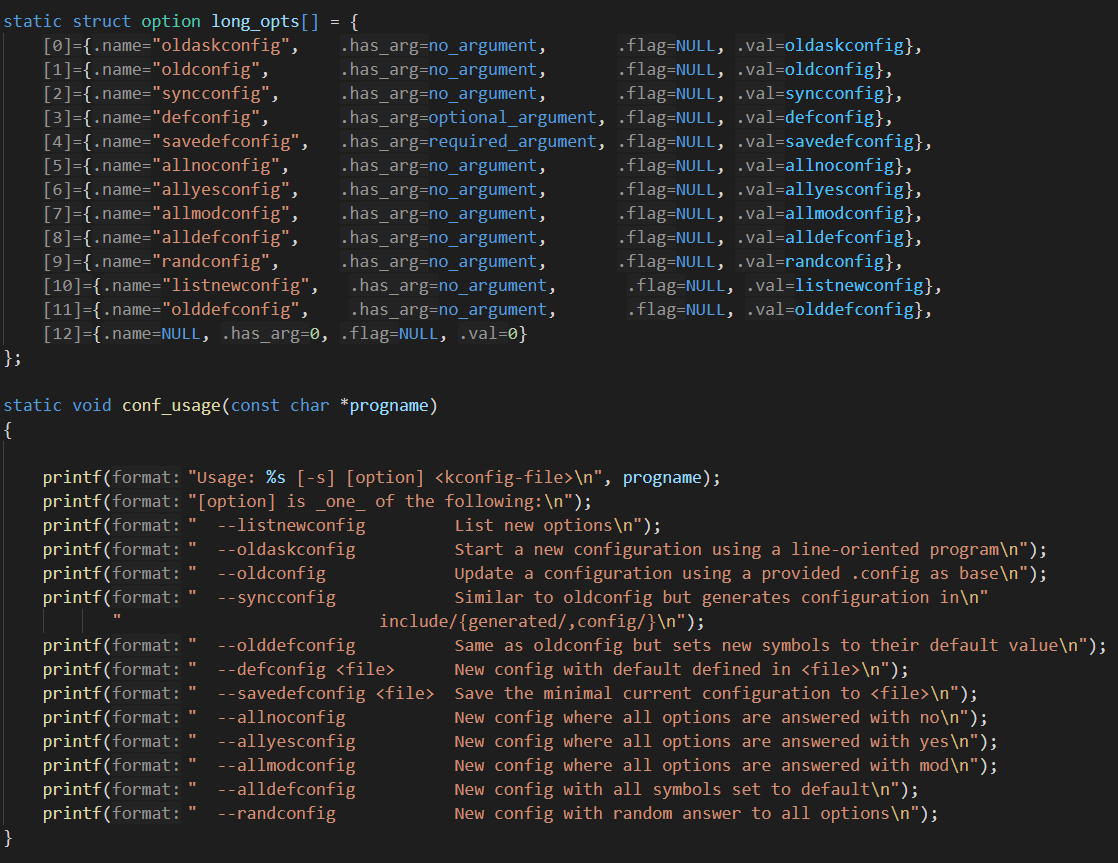 static struct option long_opts[] = {
    [0]={.name="oldaskconfig",    .has_arg=no_argument,       .flag=NULL, .val=oldaskconfig},
    [1]={.name="oldconfig",       .has_arg=no_argument,       .flag=NULL, .val=oldconfig},
    [2]={.name="syncconfig",      .has_arg=no_argument,       .flag=NULL, .val=syncconfig},
    [3]={.name="defconfig",       .has_arg=optional_argument, .flag=NULL, .val=defconfig},
    [4]={.name="savedefconfig",   .has_arg=required_argument, .flag=NULL, .val=savedefconfig},
    [5]={.name="allnoconfig",     .has_arg=no_argument,       .flag=NULL, .val=allnoconfig},
    [6]={.name="allyesconfig",    .has_arg=no_argument,       .flag=NULL, .val=allyesconfig},
    [7]={.name="allmodconfig",    .has_arg=no_argument,       .flag=NULL, .val=allmodconfig},
    [8]={.name="alldefconfig",    .has_arg=no_argument,       .flag=NULL, .val=alldefconfig},
    [9]={.name="randconfig",      .has_arg=no_argument,       .flag=NULL, .val=randconfig},
    [10]={.name="listnewconfig",   .has_arg=no_argument,       .flag=NULL, .val=listnewconfig},
    [11]={.name="olddefconfig",    .has_arg=no_argument,       .flag=NULL, .val=olddefconfig},
    [12]={.name=NULL, .has_arg=0, .flag=NULL, .val=0}
};
static void conf_usage(const char *progname)
{
    printf(format: "Usage: %s [-s] [option] <kconfig-file>\n", progname);
    printf(format: "[option] is _one_ of the following:\n");
    printf(format: "  --listnewconfig         List new options\n");
    printf(format: "  --oldaskconfig          Start a new configuration using a line-oriented program\n");
    printf(format: "  --oldconfig             Update a configuration using a provided .config as base\n");
    printf(format: "  --syncconfig            Similar to oldconfig but generates configuration in\n"
           "                          include/{generated/,config/}\n");
    printf(format: "  --olddefconfig          Same as oldconfig but sets new symbols to their default value\n");
    printf(format: "  --defconfig <file>      New config with default defined in <file>\n");
    printf(format: "  --savedefconfig <file>  Save the minimal current configuration to <file>\n");
    printf(format: "  --allnoconfig           New config where all options are answered with no\n");
    printf(format: "  --allyesconfig          New config where all options are answered with yes\n");
    printf(format: "  --allmodconfig          New config where all options are answered with mod\n");
    printf(format: "  --alldefconfig          New config with all symbols set to default\n");
    printf(format: "  --randconfig            New config with random answer to all options\n");
}